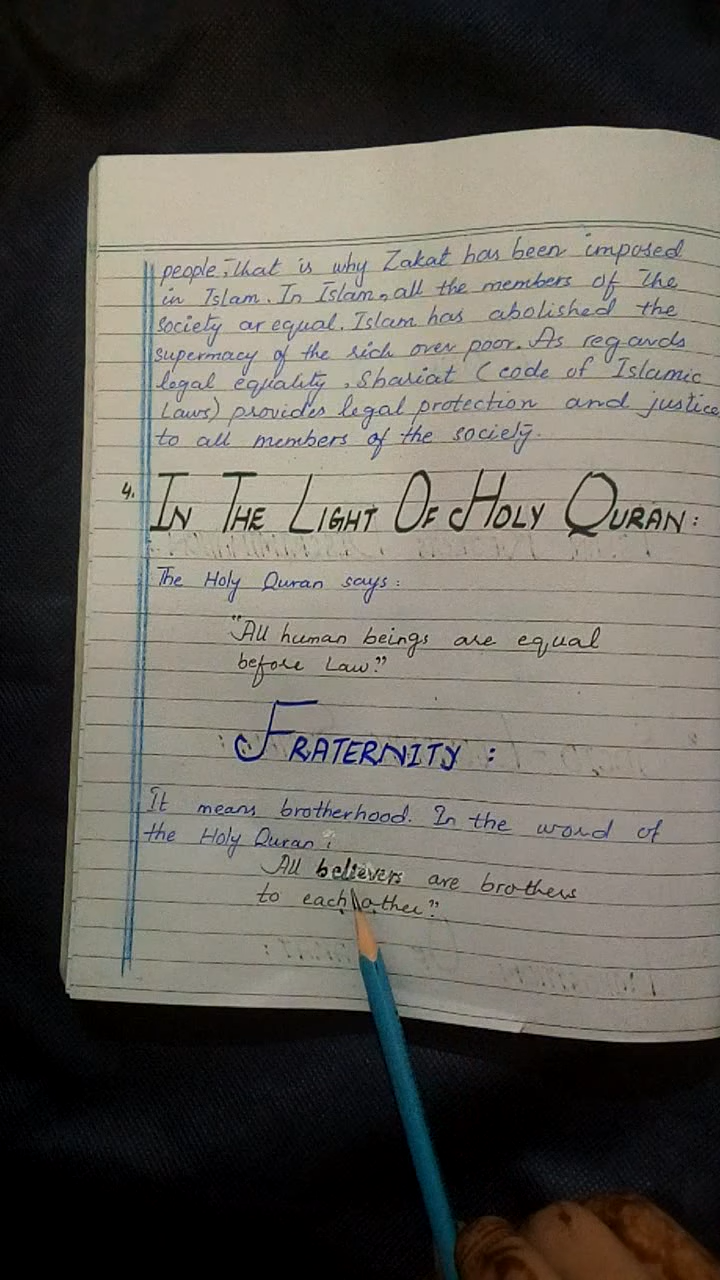 people, that is why Zakat has been imposed
in Islam. In Islam, all the members of the
society ar equal. Islam has abolished the
supermacy of the rich over poor. As regards
legal equality, Shariat (code of Islamic
Laws) provides legal protection and justice
to all members of the society.
4. IN THE LIGHT OF HOLY QURAN:
The Holy Quran says:
"All human beings are equal
before Law."
FRATERNITY:
It means brotherhood. In the word of
the Holy Quran:
All believers are brothers
to each other"